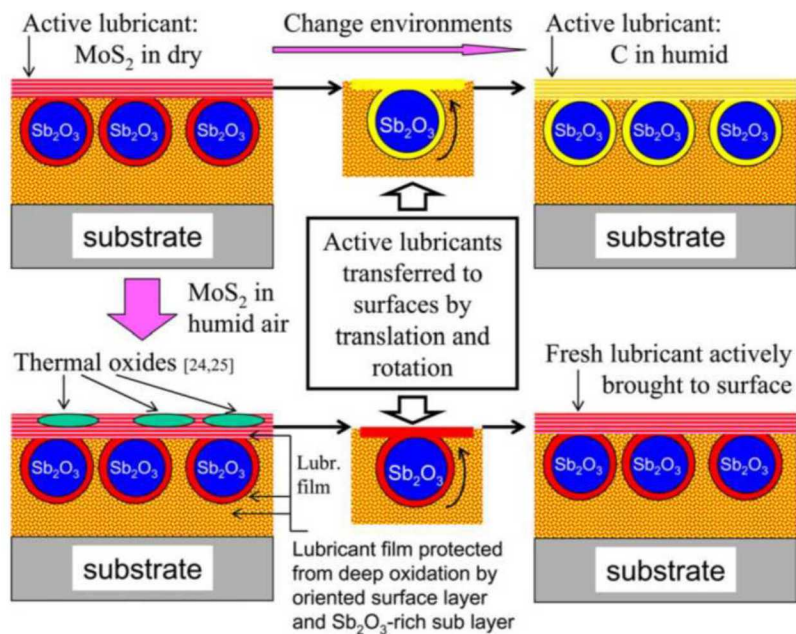 Active lubricant:
MoS₂ in dry
Change environments
Active lubricant:
C in humid
Sb₂O₃
Sb₂O₃
Sb₂O₃
Sb₂O₃
Sb₂O₃
Sb₂O₃
Sb₂O₃
substrate
substrate
Active lubricants
transferred to
surfaces by
translation and
rotation
MoS₂ in
humid air
Thermal oxides [24,25]
Fresh lubricant actively
brought to surface
Sb₂O₃
Sb₂O₃
Sb₂O₃
Lubr.
film
Sb₂O₃
Sb₂O₃
Sb₂O₃
Sb₂O₃
substrate
Lubricant film protected
from deep oxidation by
oriented surface layer
and Sb₂O₃-rich sub layer
substrate